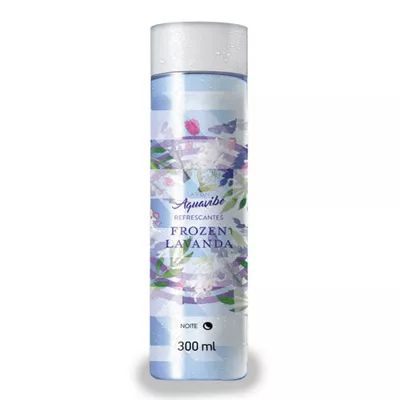 Aquavibe
REFRESCANTES
FROZEN
LAVANDA
NOITE
300 ml